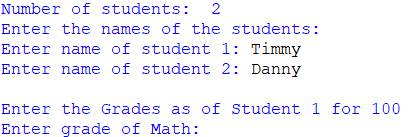 Number of students:  2
Enter the names of the students:
Enter name of student 1: Timmy
Enter name of student 2: Danny

Enter the Grades as of Student 1 for 100
Enter grade of Math: